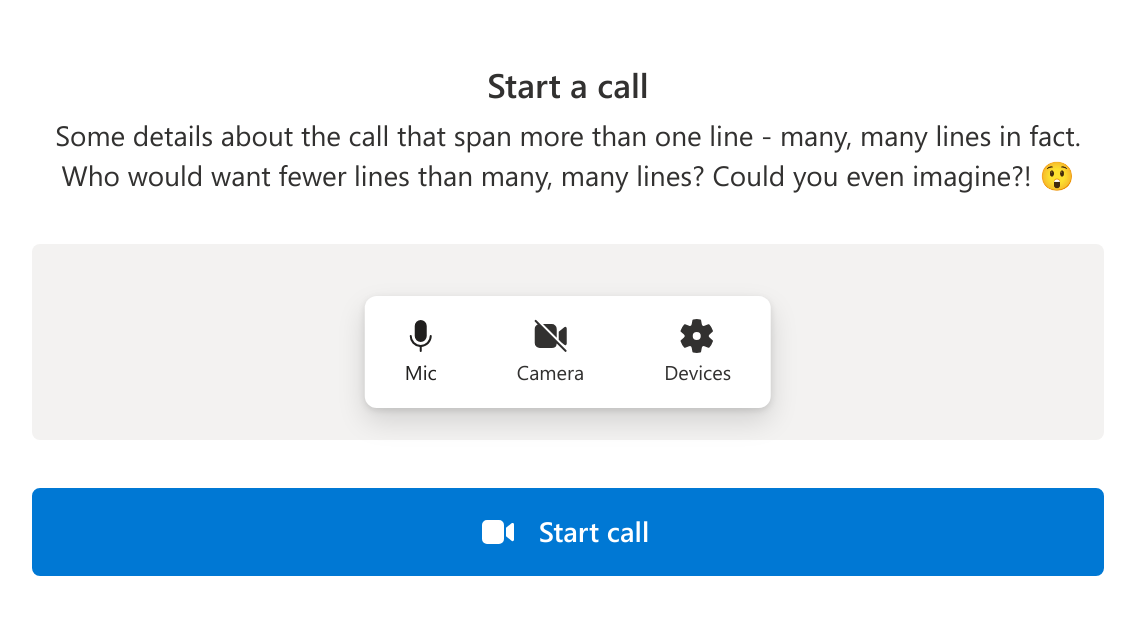 Start a call
Some details about the call that span more than one line - many, many lines in fact.
Who would want fewer lines than many, many lines? Could you even imagine?! 😲
Mic
Camera
Devices
Start call